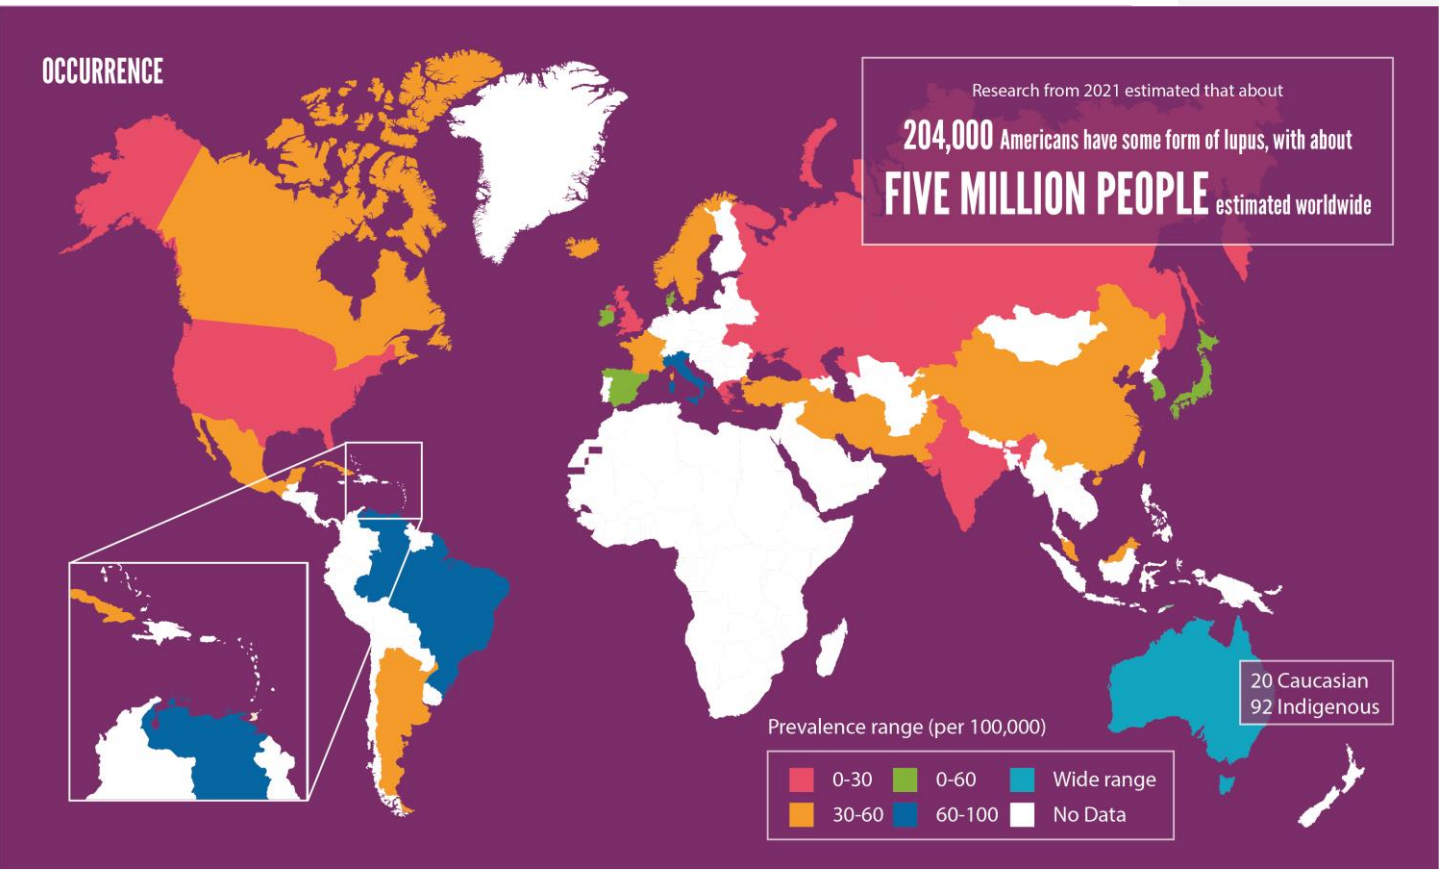 OCCURRENCE
Research from 2021 estimated that about
204,000 Americans have some form of lupus, with about
FIVE MILLION PEOPLE estimated worldwide
20 Caucasian
92 Indigenous
Prevalence range (per 100,000)
0-30 0-60 Wide range
30-60 60-100 No Data